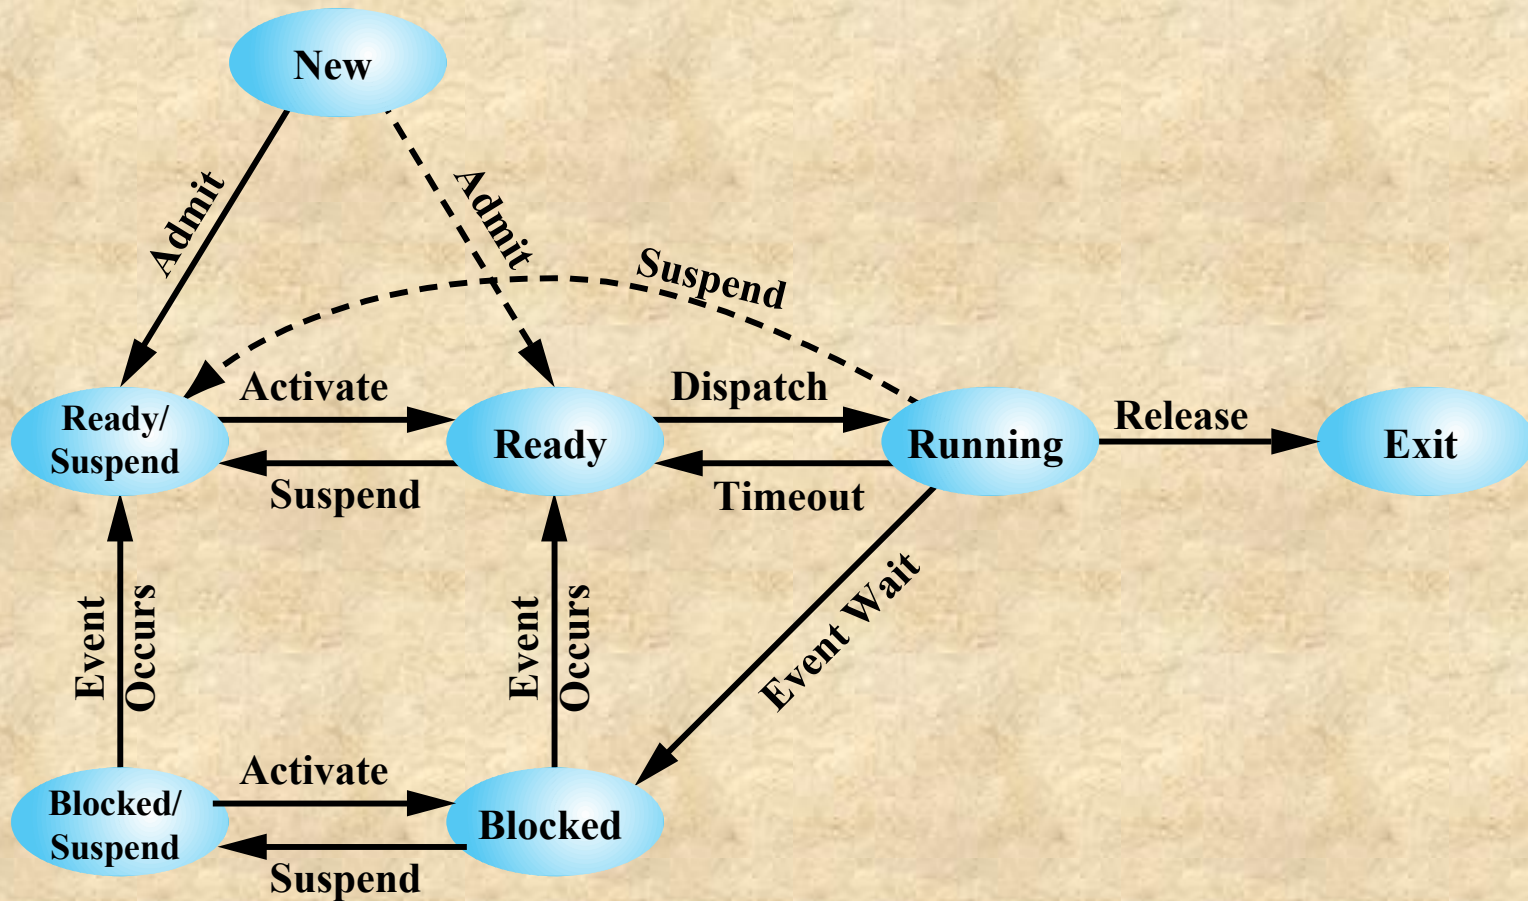 New
Admit
Admit
Suspend
Activate
Dispatch
Ready/
Suspend
Ready
Running
Release
Exit
Suspend
Timeout
Event
Occurs
Event
Occurs
Event Wait
Activate
Blocked/
Suspend
Blocked
Suspend